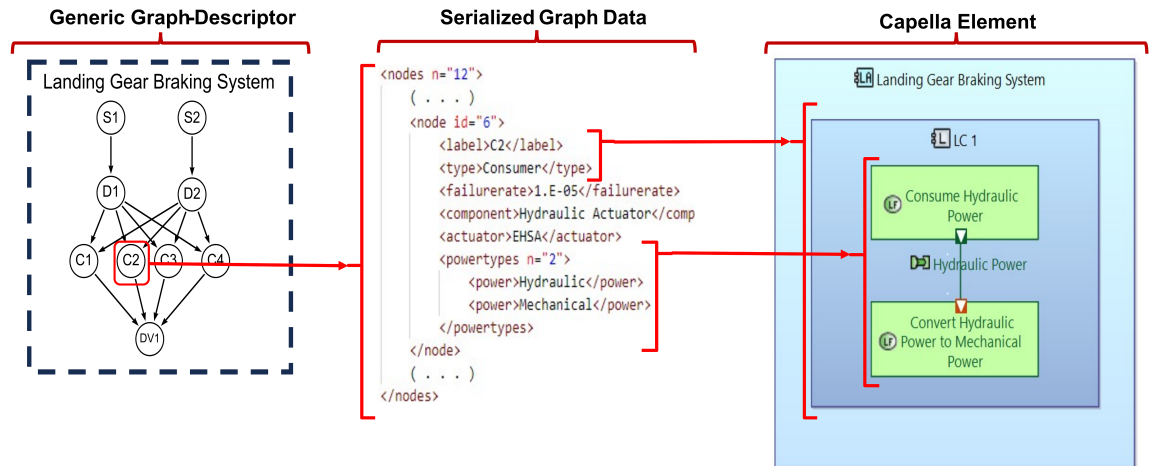 Generic Graph-Descriptor
Serialized Graph Data
Capella Element
Landing Gear Braking System
S1
S2
D1
D2
C1
C2
C3
C4
DV1
<nodes n="12">
( . . . )
<node id="6">
<label>C2</label>
<type>Consumer</type>
<failurerate>1.E-05</failurerate>
<component>Hydraulic Actuator</comp
<actuator>EHSA</actuator>
<powertypes n="2">
<power>Hydraulic</power>
<power>Mechanical</power>
</powertypes>
</node>
( . . . )
</nodes>
LA Landing Gear Braking System
L LC 1
LF Consume Hydraulic
Power
Hydraulic Power
Convert Hydraulic
LF Power to Mechanical
Power